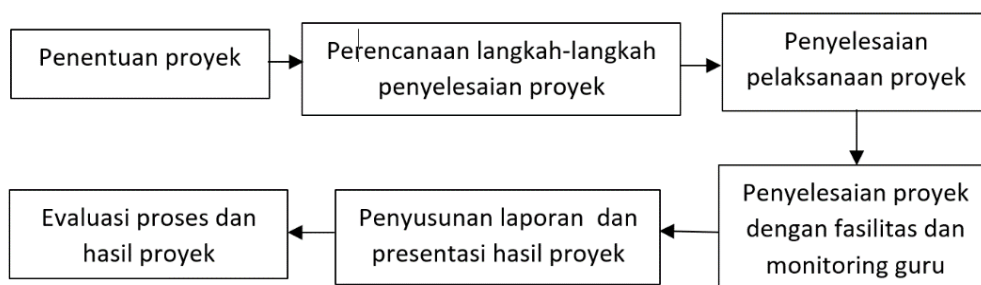 Penentuan proyek
Perencanaan langkah-langkah
penyelesaian proyek
Penyelesaian
pelaksanaan proyek
Penyelesaian proyek
dengan fasilitas dan
monitoring guru
Penyusunan laporan dan
presentasi hasil proyek
Evaluasi proses dan
hasil proyek